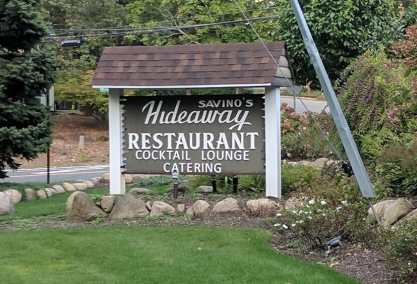 SAVINO'S
Hideaway
RESTAURANT
COCKTAIL LOUNGE
CATERING